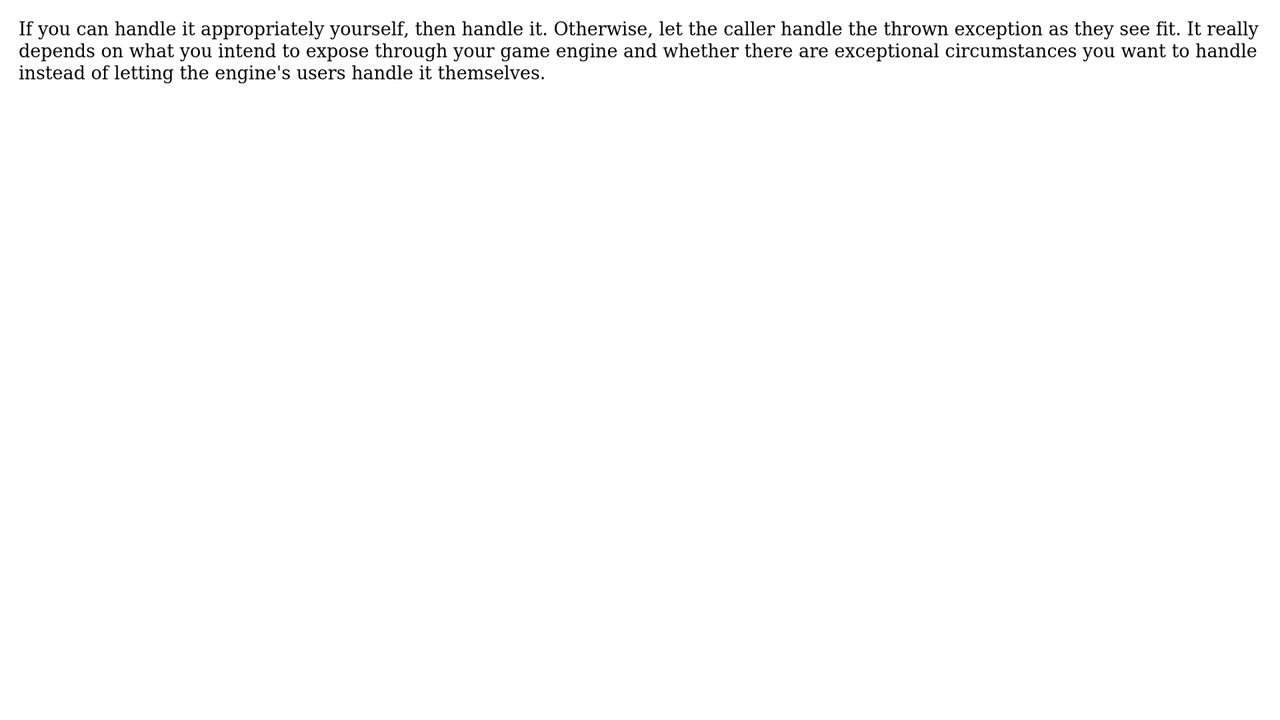 If you can handle it appropriately yourself, then handle it. Otherwise, let the caller handle the thrown exception as they see fit. It really
depends on what you intend to expose through your game engine and whether there are exceptional circumstances you want to handle
instead of letting the engine's users handle it themselves.